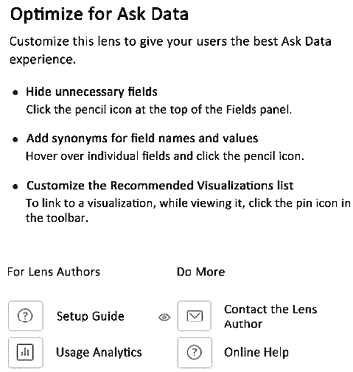 Optimize for Ask Data
Customize this lens to give your users the best Ask Data
experience.
• Hide unnecessary fields
Click the pencil icon at the top of the Fields panel.
• Add synonyms for field names and values
Hover over individual fields and click the pencil icon.
• Customize the Recommended Visualizations list
To link to a visualization, while viewing it, click the pin icon in
the toolbar.
For Lens Authors
Do More
Setup Guide
Contact the Lens
Author
Usage Analytics
Online Help